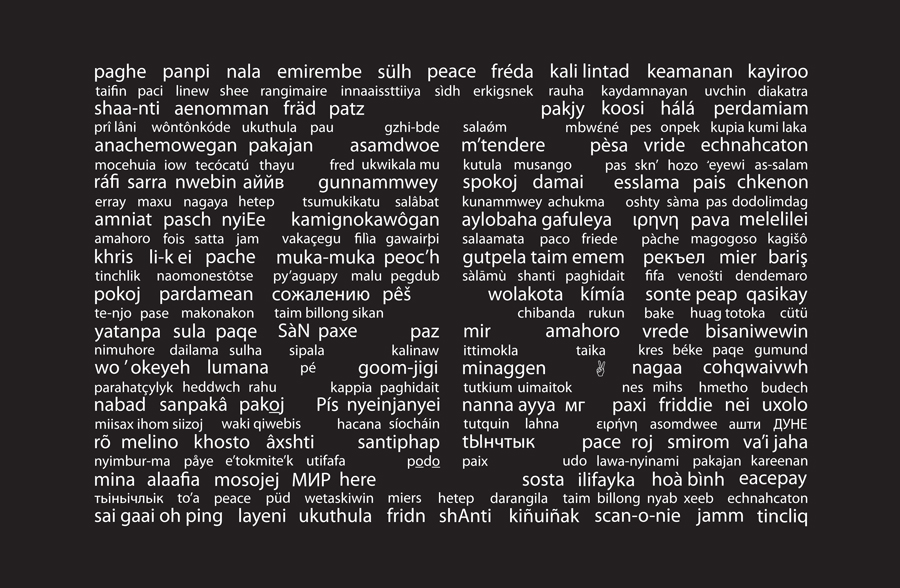 paghe panpi nala emirembe sülh peace fréda kali lintad keamanan kayiroo
taifin paci linew shee rangimaire innaaissttiiya sìdh erkigsnek rauha kaydamnayan uvchin diakatra
shaa-nti aenomman fräd patz pakjy koosi hálá perdamiam
prî lâni wôntônkóde ukuthula pau gzhi-bde salaǿm mbwɛ́né pes onpek kupia kumi laka
anachemowegan pakajan asamdwoe m'tendere pèsa vride echnahcaton
mocehuia iow tecócatú thayu fred ukwikala mu kutula musango pas skn' hozo 'eyewi as-salam
ráfi sarra nwebin аййв gunnammwey spokoj damai esslama pais chkenon
erray maxu nagaya hetep tsumukikatu salâbat kunammwey achukma oshty sàma pas dodolimdag
amniat pasch nyiEe kamignokawôgan aylobaha gafuleya ιρηνη pava melelilei
amahoro fois satta jam vakaçegu filìa gawairþi salaamata paco friede pàche magogoso kagišô
khris li-k ei pache muka-muka peoc'h gutpela taim emem рекъел mier bariş
tinchlik naomonestôtse py'aguapy malu pegdub sàlàmù shanti paghidait fifa venošti dendemaro
pokoj pardamean сожалению pêš wolakota kímía sonte peap qasikay
te-njo pase makonakon taim billong sikan chibanda rukun bake huag totoka cütü
yatanpa sula paqe SàN paxe paz mir amahoro vrede bisaniwewin
nimuhore dailama sulha sipala kalinaw ittimokla taika kres béke paqe gumund
wo ' okeyeh lumana pé goom-jigi minaggen ✌ nagaa cohqwaivwh
parahatçylyk heddwch rahu kappia paghidait tutkium uimaitok nes mihs hmetho budech
nabad sanpakâ pakoj Pís nyeinjanyei nanna ayya мг paxi friddie nei uxolo
miisax ihom siizoj waki qiwebis hacana síocháin tutquin lahna ειρήνη asomdwee ашти ДУНЕ
rõ melino khosto âxshti santiphap тЫнчтык pace roj smirom va'i jaha
nyimbur-ma pâye e'tokmite'k utifafa podo paix udo lawa-nyinami pakajan kareenan
mina alaafia mosojej МИР here sosta ilifayka hoà bình eacepay
тыныıчлык to'a peace püd wetaskiwin miers hetep darangila taim billong nyab xeeb echnahcaton
sai gaai oh ping layeni ukuthula fridn shAnti kiñuiñak scan-o-nie jamm tincliq